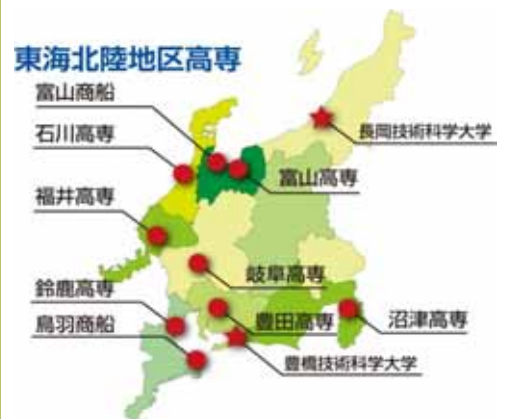 東海北陸地区高専
富山商船
石川高専
長岡技術科学大学
富山高専
福井高専
岐阜高専
鈴鹿高専
鳥羽商船
豊田高専
沼津高専
豊橋技術科学大学